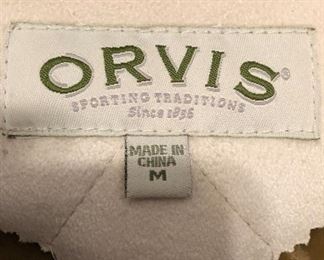 ORVIS®
SPORTING TRADITIONS
Since 1856
MADE IN
CHINA
M